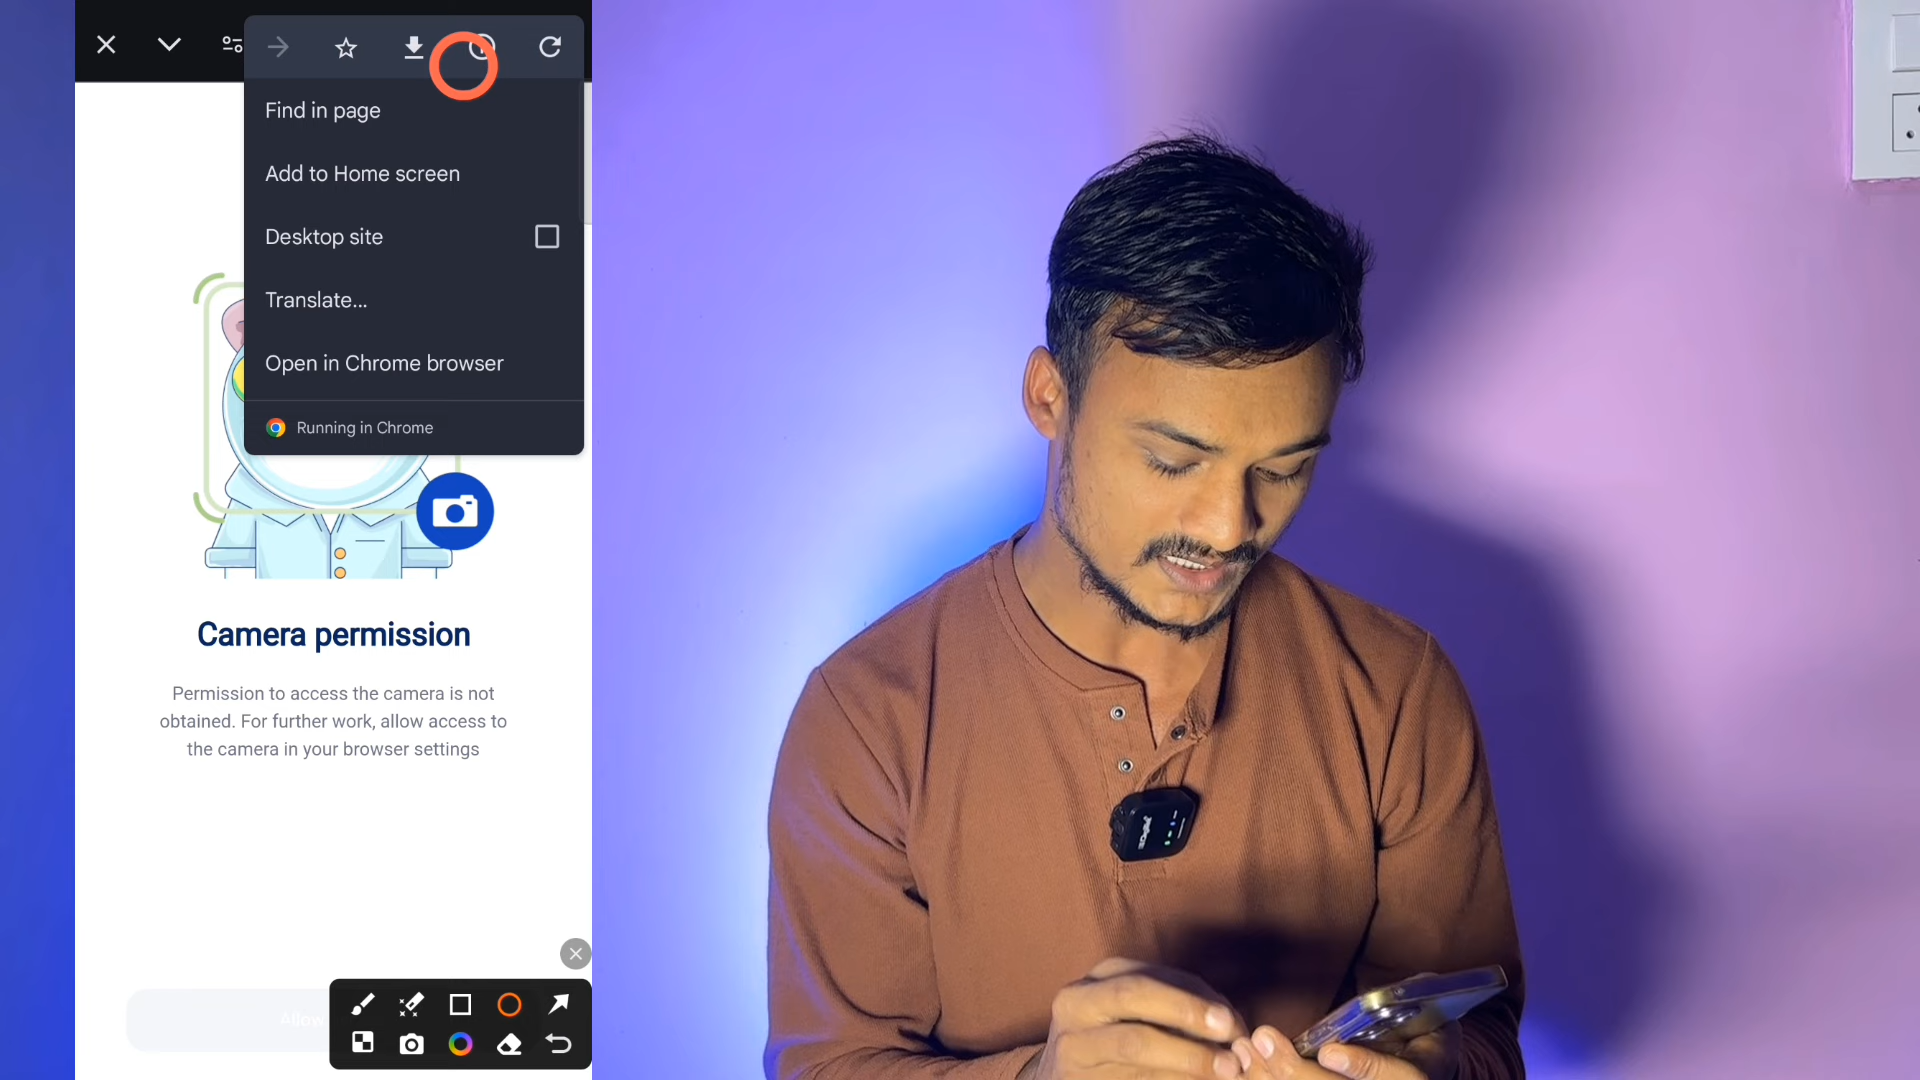 Find in page
Add to Home screen
Desktop site
Translate...
Open in Chrome browser
Running in Chrome
Camera permission
Permission to access the camera is not
obtained. For further work, allow access to
the camera in your browser settings
Allow